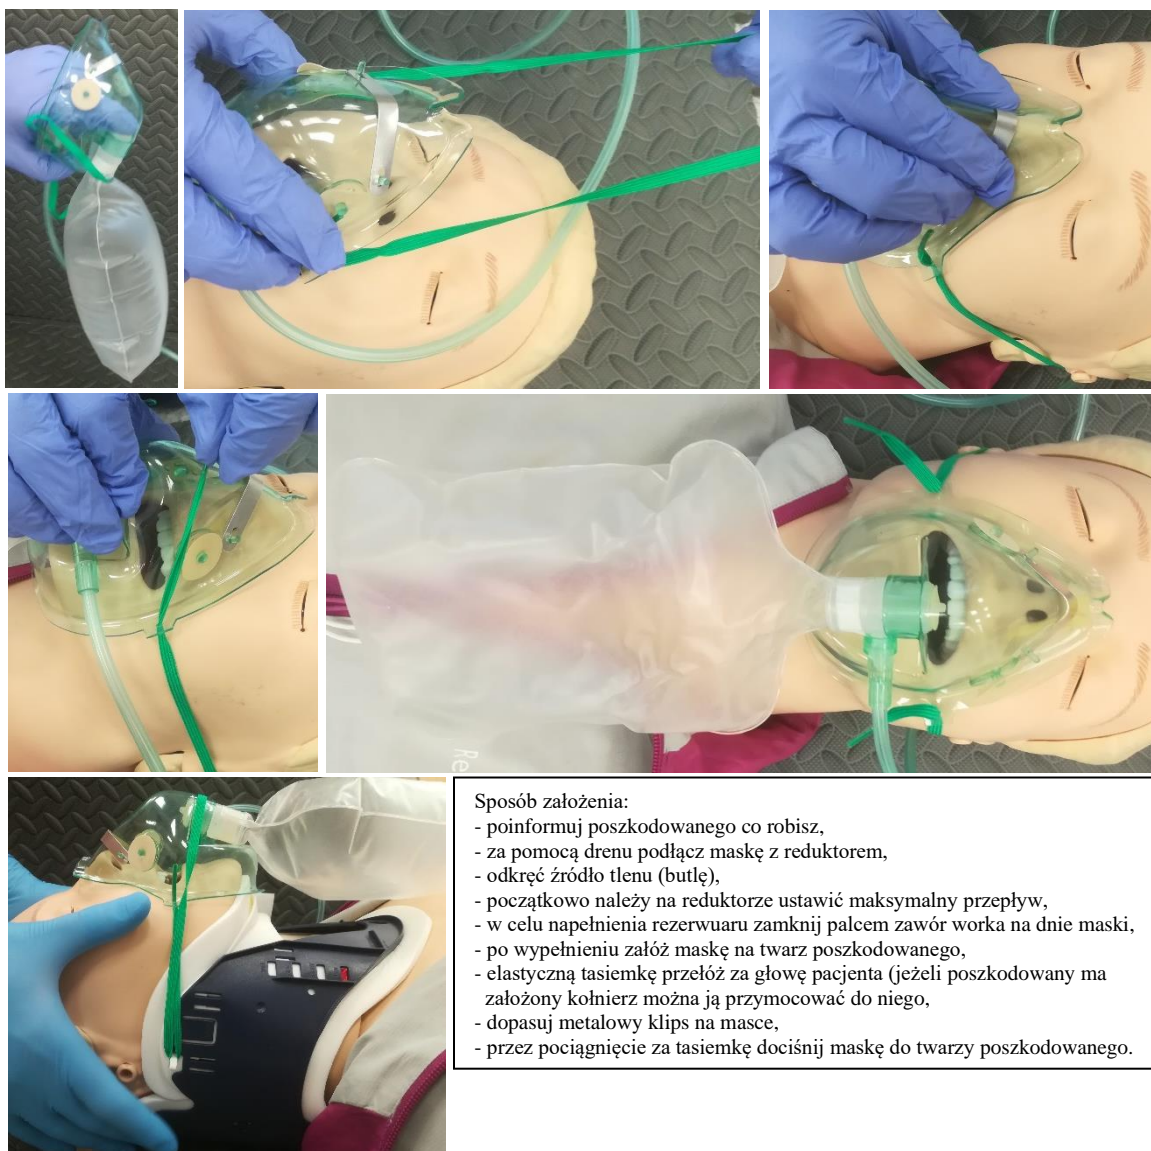 Re
Sposób założenia:
- poinformuj poszkodowanego co robisz,
- za pomocą drenu podłącz maskę z reduktorem,
- odkręć źródło tlenu (butlę),
- początkowo należy na reduktorze ustawić maksymalny przepływ,
- w celu napełnienia rezerwuaru zamknij palcem zawór worka na dnie maski,
- po wypełnieniu załóż maskę na twarz poszkodowanego,
- elastyczną tasiemkę przełóż za głowę pacjenta (jeżeli poszkodowany ma
założony kołnierz można ją przymocować do niego,
- dopasuj metalowy klips na masce,
- przez pociągnięcie za tasiemkę dociśnij maskę do twarzy poszkodowanego.